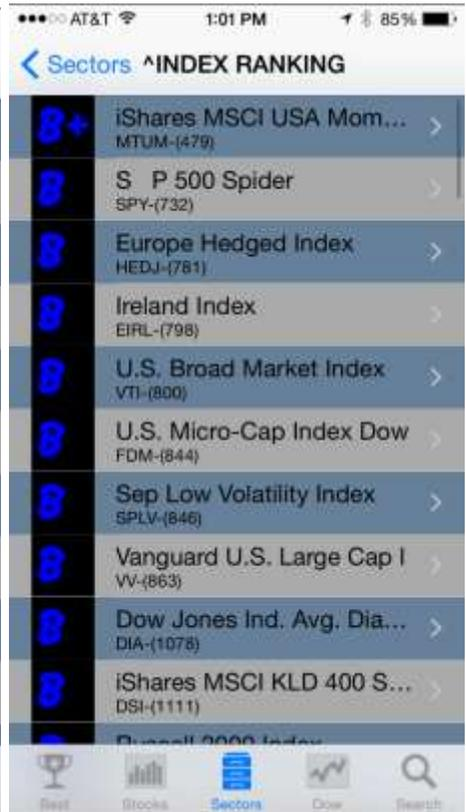 AT&T 1:01 PM 85%
Sectors ^INDEX RANKING
8+ iShares MSCI USA Mom...
MTUM-(479)
8 S P 500 Spider
SPY-(732)
8 Europe Hedged Index
HEDJ-(781)
8 Ireland Index
EIRL-(798)
8 U.S. Broad Market Index
VTI-(800)
8 U.S. Micro-Cap Index Dow
FDM-(844)
8 Sep Low Volatility Index
SPLV-(846)
8 Vanguard U.S. Large Cap I
VV-(863)
8 Dow Jones Ind. Avg. Dia...
DIA-(1078)
8 iShares MSCI KLD 400 S...
DSI-(1111)
8 Russell 2000 Index
Best Stocks Sectors Dow Search